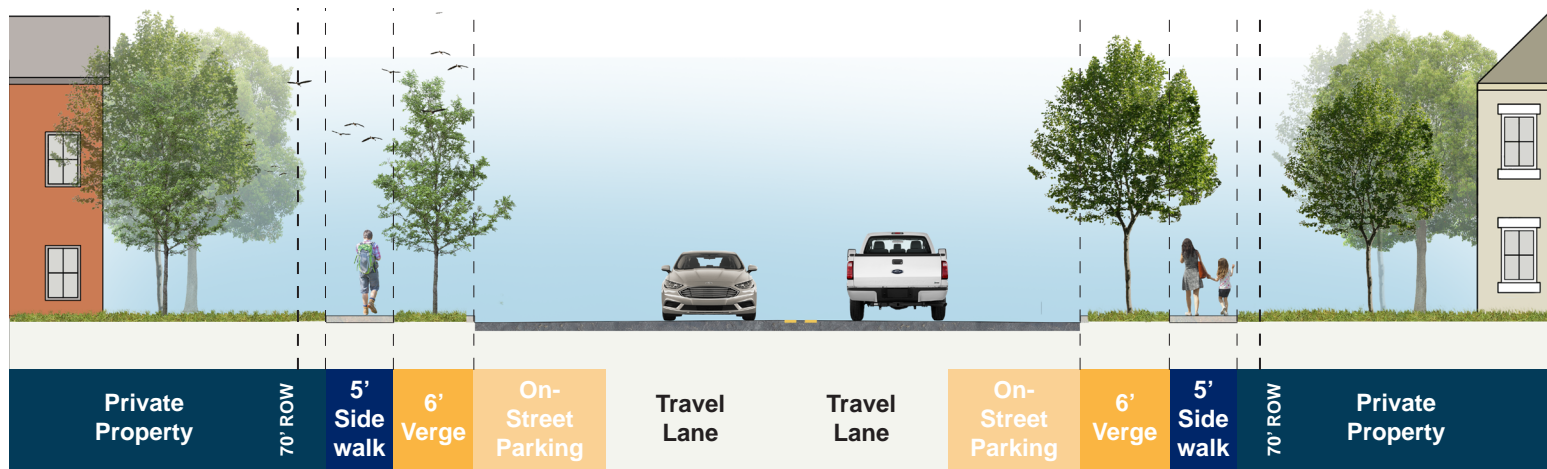 Private
Property
70’ ROW
5’
Side
walk
6’
Verge
On-
Street
Parking
Travel
Lane
Travel
Lane
On-
Street
Parking
6’
Verge
5’
Side
walk
70’ ROW
Private
Property